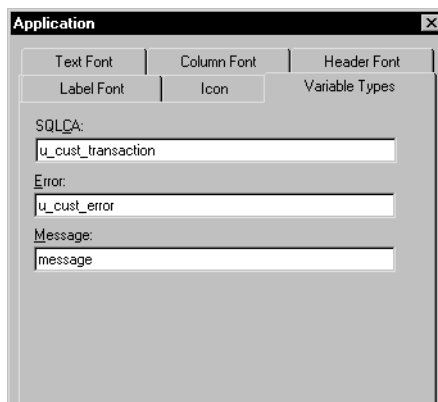 Application
Text Font Column Font Header Font
Label Font Icon Variable Types
SQLCA:
u_cust_transaction
Error:
u_cust_error
Message:
message